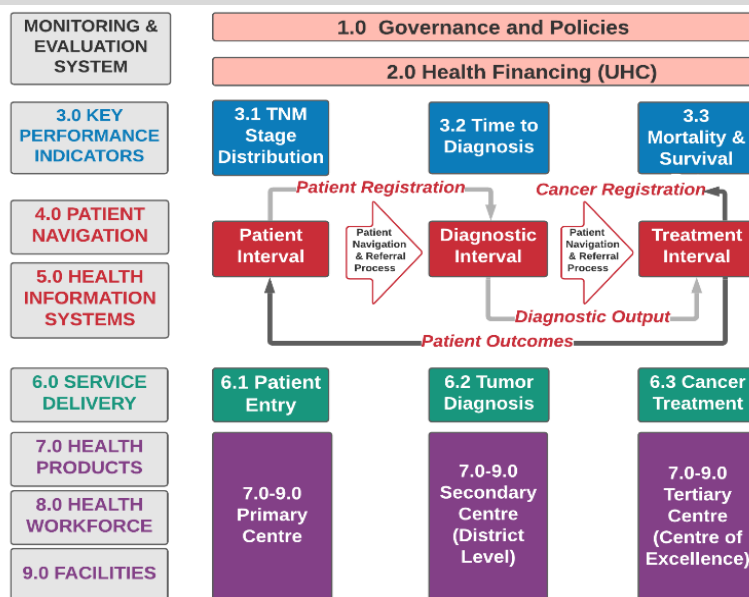 MONITORING &
EVALUATION
SYSTEM
1.0 Governance and Policies
2.0 Health Financing (UHC)
3.0 KEY
PERFORMANCE
INDICATORS
3.1 TNM
Stage
Distribution
3.2 Time to
Diagnosis
3.3
Mortality &
Survival
Patient Registration
Cancer Registration
4.0 PATIENT
NAVIGATION
Patient
Interval
Patient
Navigation
& Referral
Process
Diagnostic
Interval
Patient
Navigation
& Referral
Process
Treatment
Interval
5.0 HEALTH
INFORMATION
SYSTEMS
Diagnostic Output
Patient Outcomes
6.0 SERVICE
DELIVERY
6.1 Patient
Entry
6.2 Tumor
Diagnosis
6.3 Cancer
Treatment
7.0 HEALTH
PRODUCTS
8.0 HEALTH
WORKFORCE
9.0 FACILITIES
7.0-9.0
Primary
Centre
7.0-9.0
Secondary
Centre
(District
Level)
7.0-9.0
Tertiary
Centre
(Centre of
Excellence)